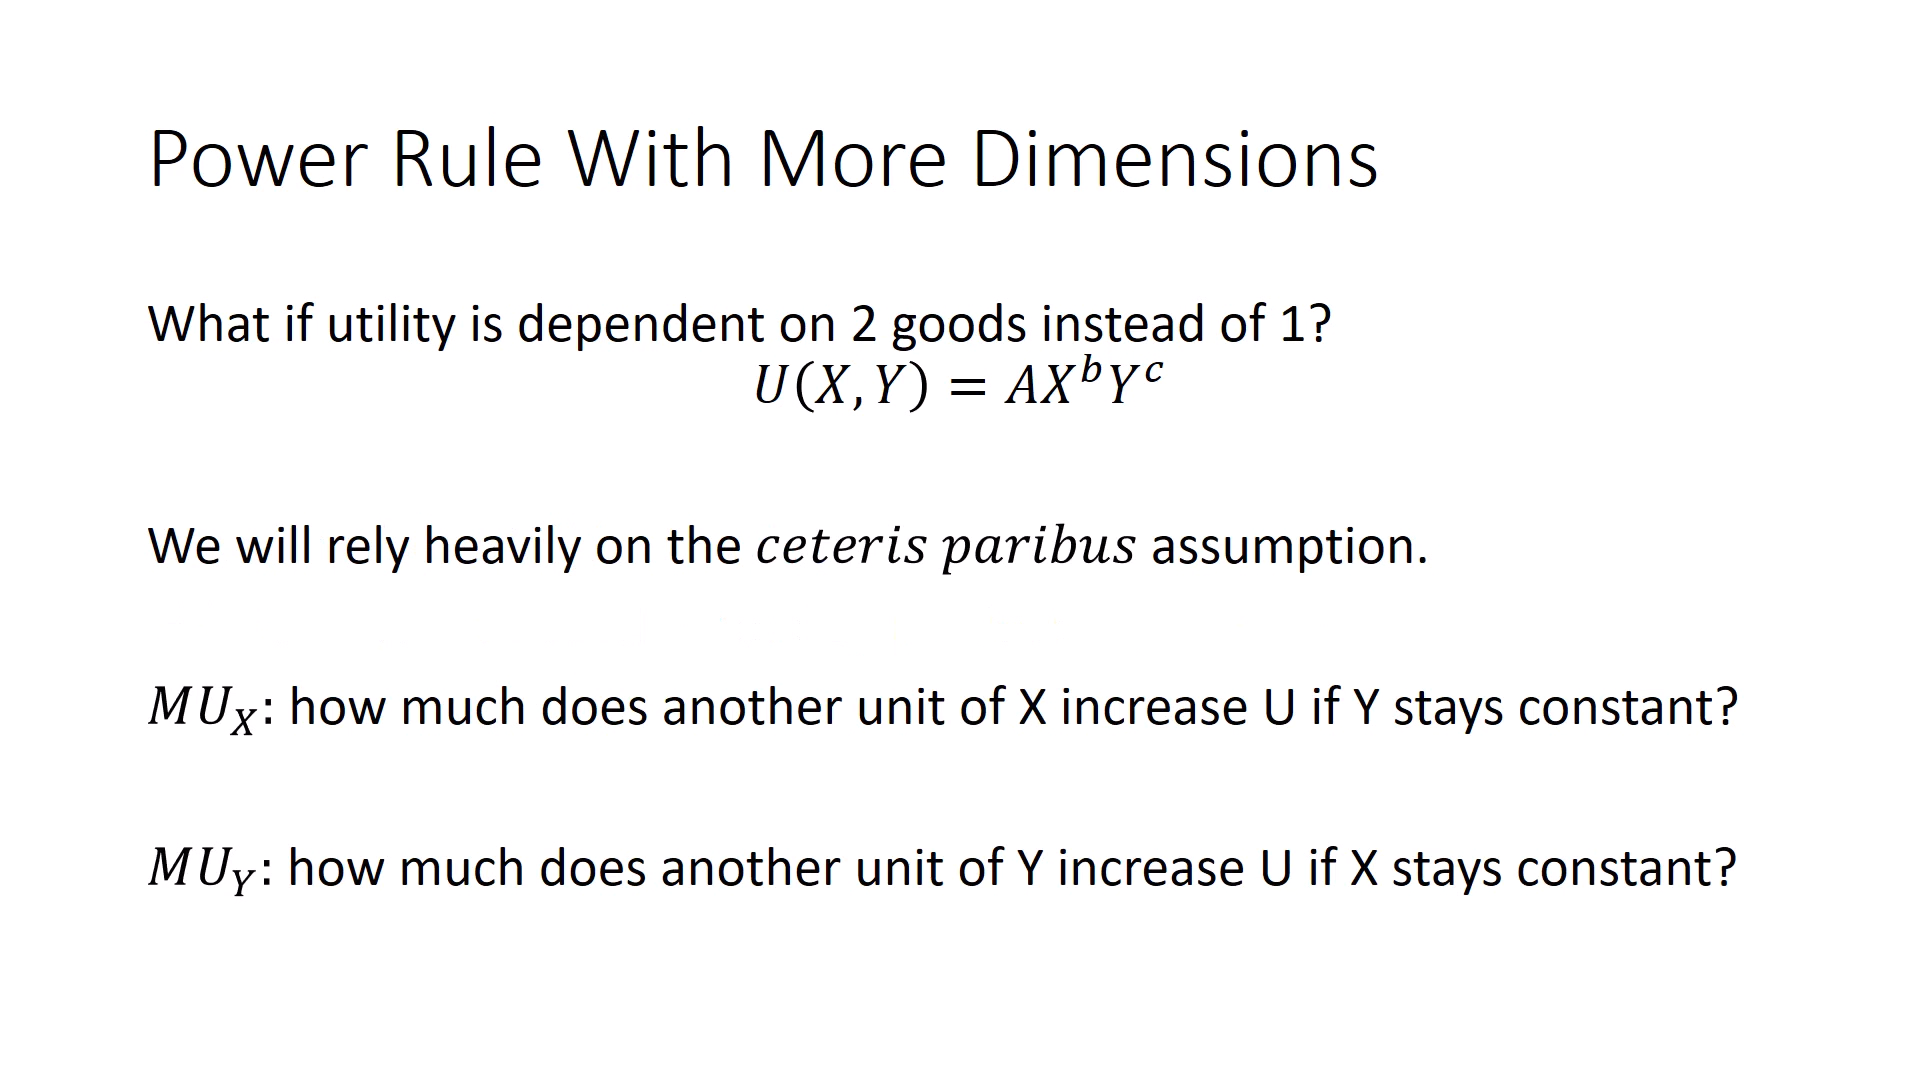 Power Rule With More Dimensions
What if utility is dependent on 2 goods instead of 1?
U(X, Y) = AXᵇYᶜ
We will rely heavily on the ceteris paribus assumption.
MU_X: how much does another unit of X increase U if Y stays constant?
MU_Y: how much does another unit of Y increase U if X stays constant?